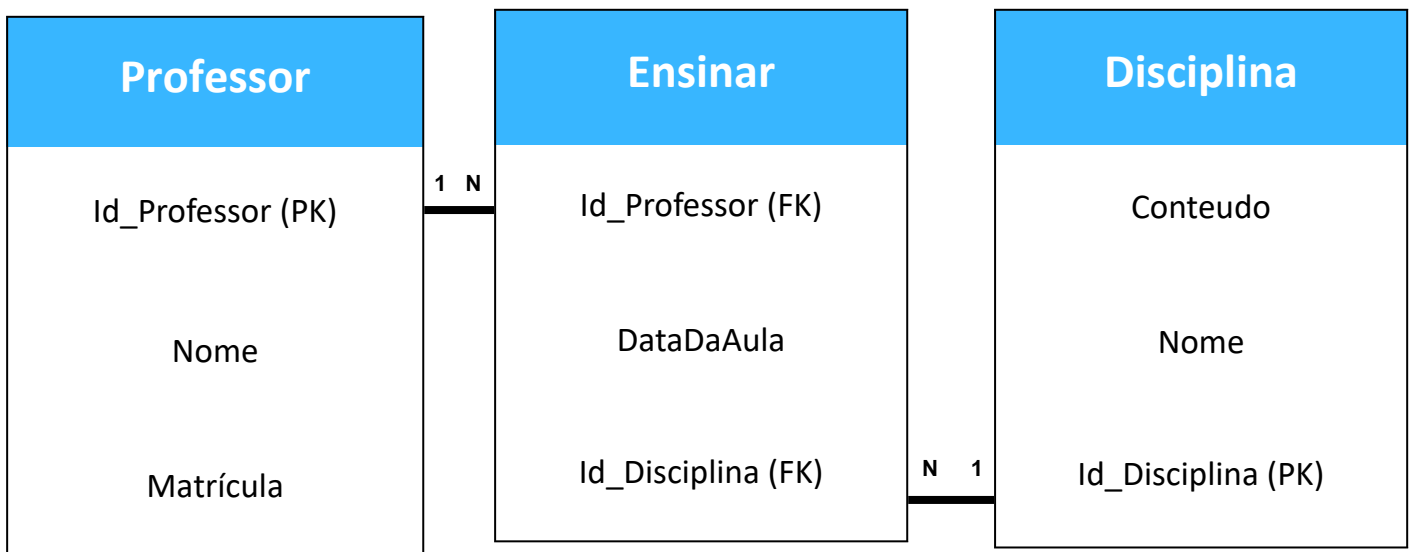 Professor
Id_Professor (PK)
Nome
Matrícula
1 N
Ensinar
Id_Professor (FK)
DataDaAula
Id_Disciplina (FK)
N 1
Disciplina
Conteudo
Nome
Id_Disciplina (PK)